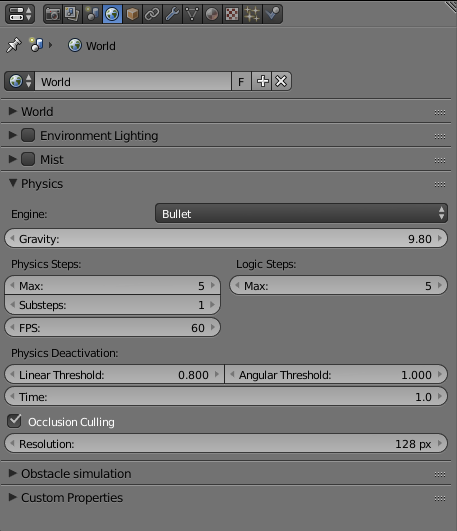 World
World F
World
Environment Lighting
Mist
Physics
Engine: Bullet
Gravity: 9.80
Physics Steps: Logic Steps:
Max: 5 Max: 5
Substeps: 1
FPS: 60
Physics Deactivation:
Linear Threshold: 0.800 Angular Threshold: 1.000
Time: 1.0
Occlusion Culling
Resolution: 128 px
Obstacle simulation
Custom Properties